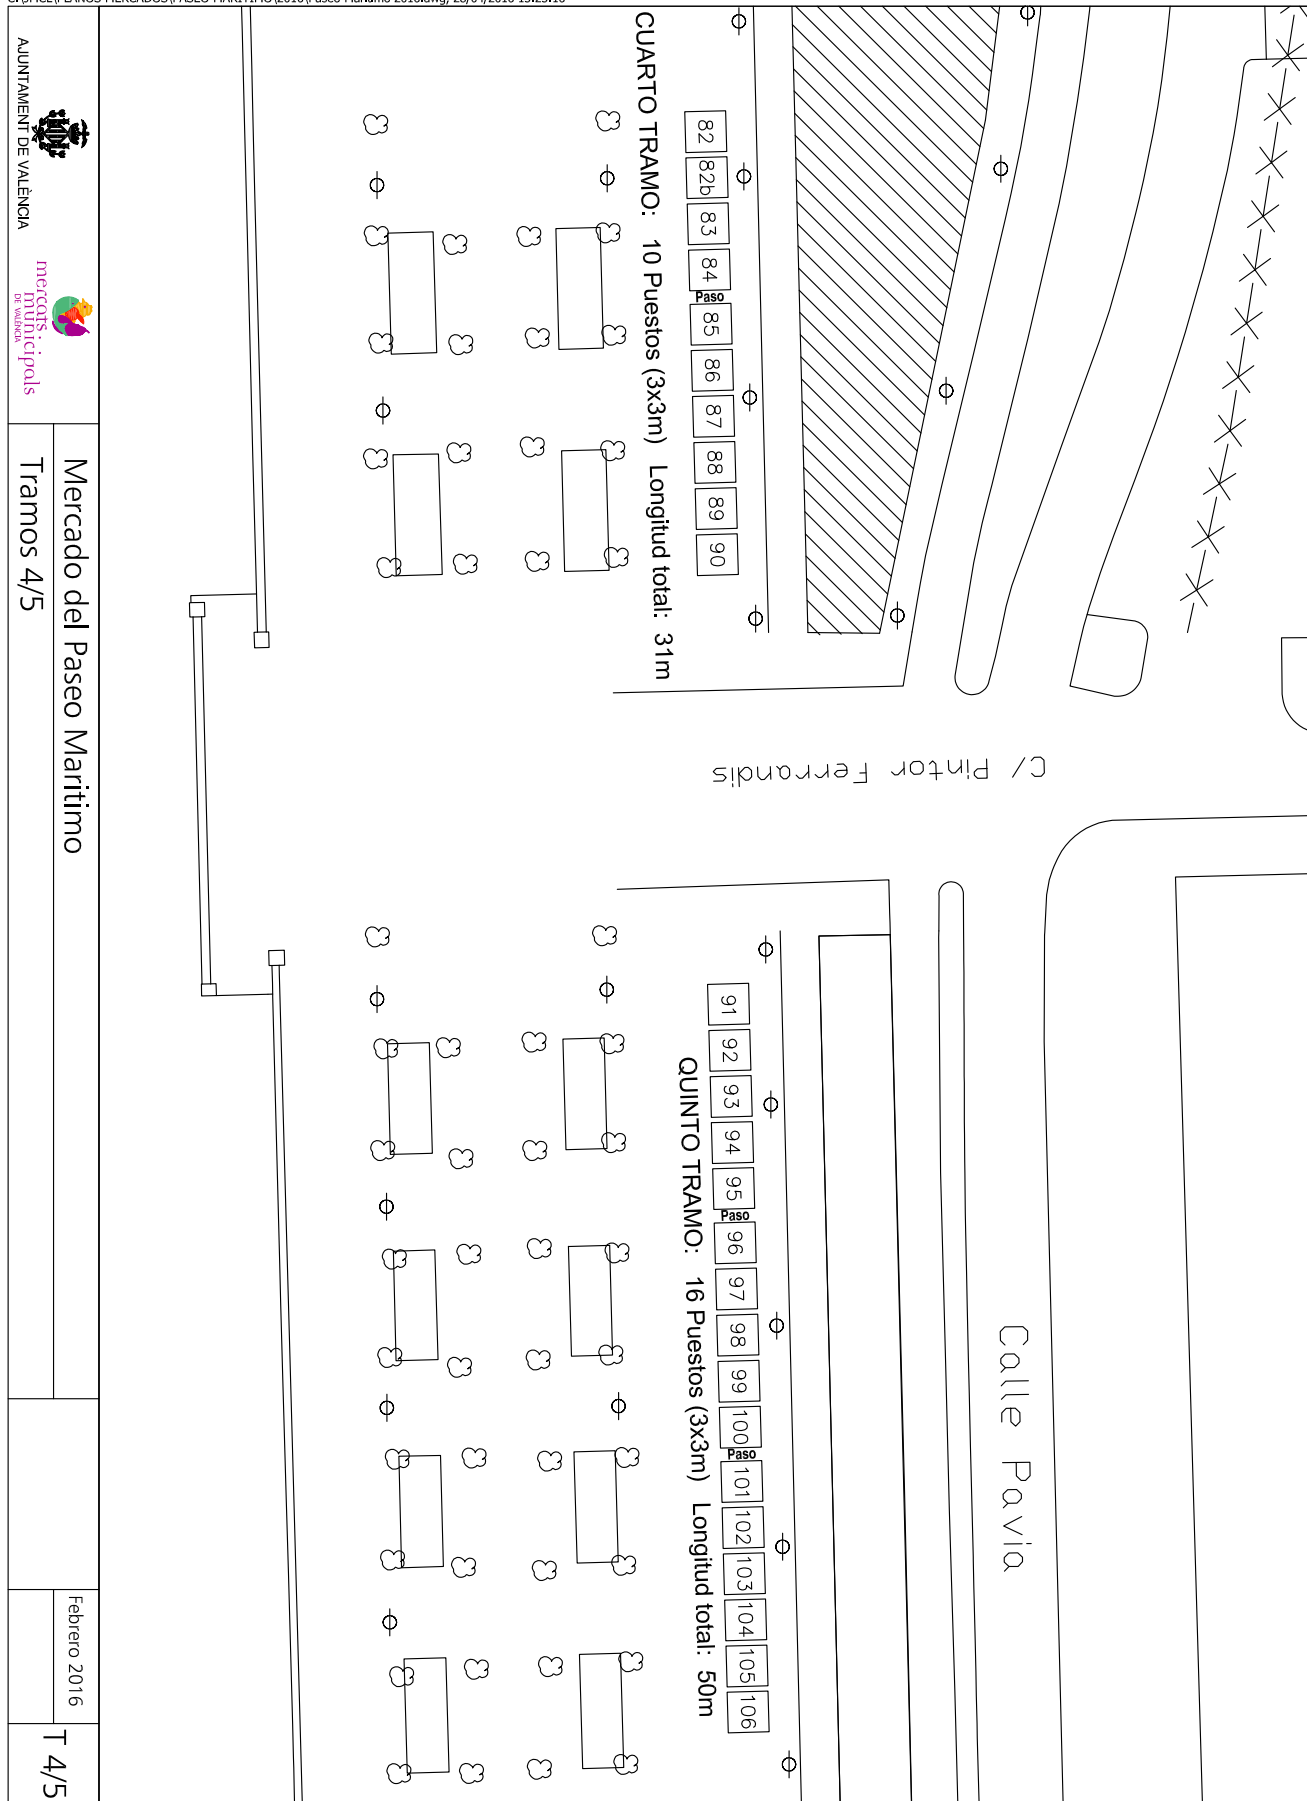 AJUNTAMENT DE VALÈNCIA
mercats
municipals
DE VALÈNCIA
Mercado del Paseo Maritimo
Tramos 4/5
Febrero 2016
T 4/5
CUARTO TRAMO: 10 Puestos (3x3m) Longitud total: 31m
82
82b
83
84
Paso
85
86
87
88
89
90
C/ Pintor Ferrandis
QUINTO TRAMO: 16 Puestos (3x3m) Longitud total: 50m
91
92
93
94
95
Paso
96
97
98
99
100
Paso
101
102
103
104
105
106
Calle Pavía